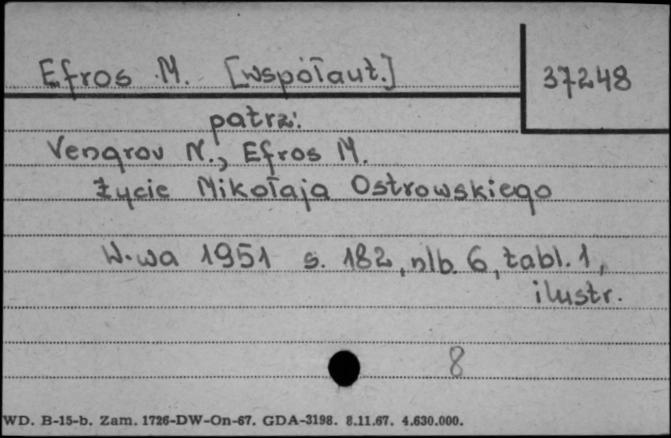 Efros M. [współaut.]
37248
patrz:
Vengrov N., Efros M.
Życie Mikołaja Ostrowskiego
W-wa 1951 s. 182, nlb. 6, tabl. 1,
ilustr.
8
WD. B-15-b. Zam. 1726-DW-On-67. GDA-3198. 8.11.67. 4.630.000.